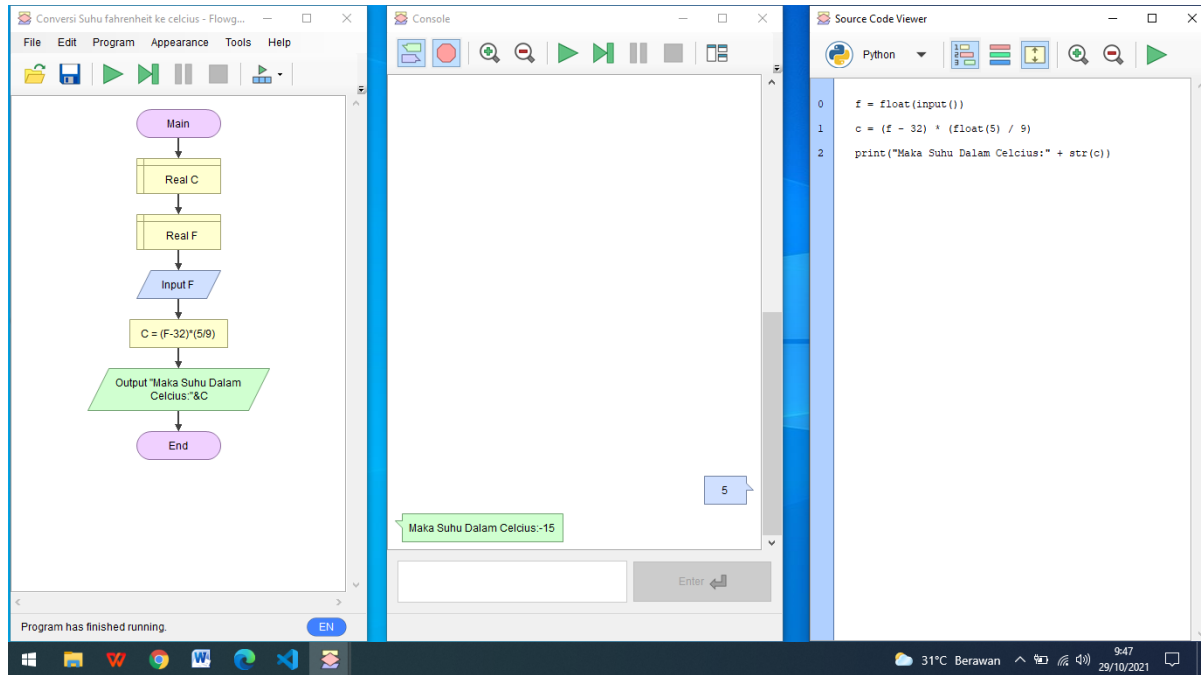 Conversi Suhu fahrenheit ke celcius - Flowg...
File Edit Program Appearance Tools Help
Main
Real C
Real F
Input F
C = (F-32)*(5/9)
Output "Maka Suhu Dalam
Celcius:"&C
End
Program has finished running.
EN
Console
5
Maka Suhu Dalam Celcius:-15
Enter
Source Code Viewer
Python
0 f = float(input())
1 c = (f - 32) * (float(5) / 9)
2 print("Maka Suhu Dalam Celcius:" + str(c))
31°C Berawan
9:47
29/10/2021